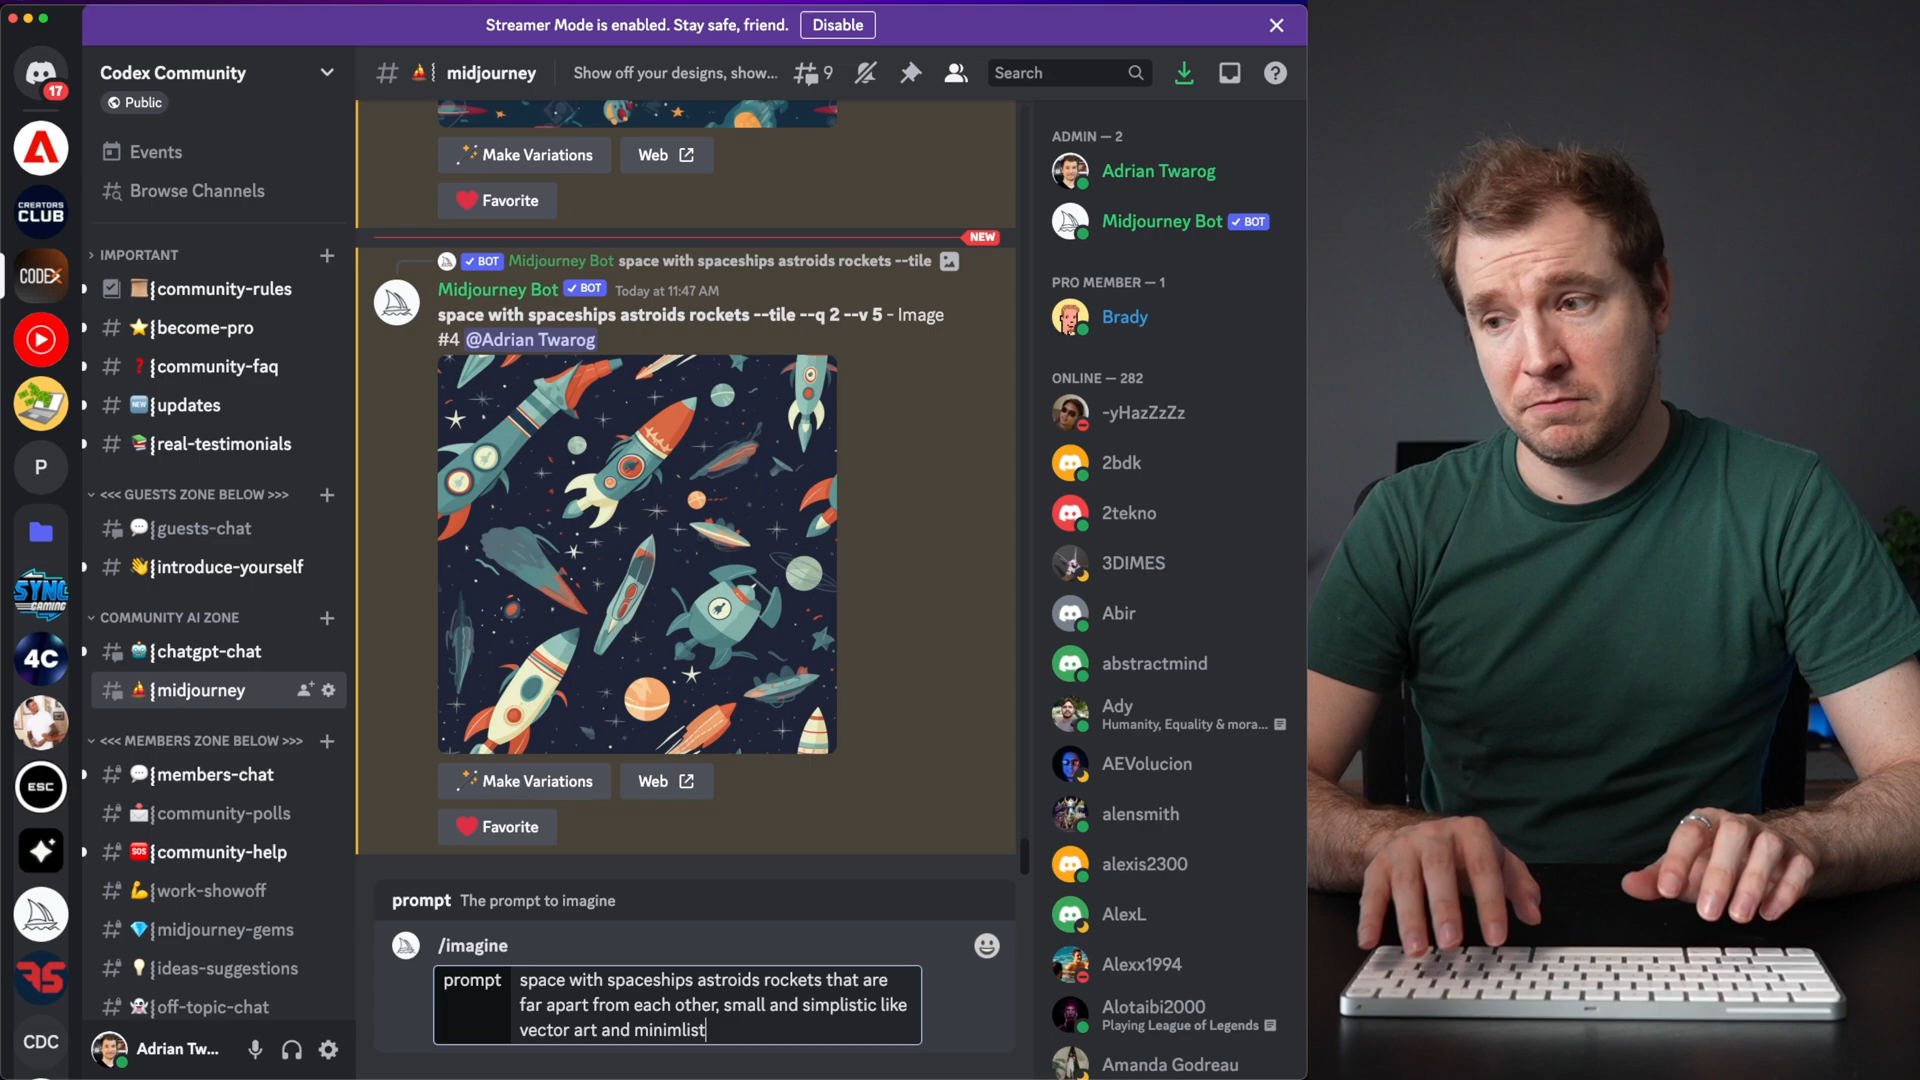 Streamer Mode is enabled. Stay safe, friend. Disable
17
CREATORS CLUB
CODEX
P
SYNC GAMING
4C
ESC
CDC
Codex Community
Public
Events
Browse Channels
IMPORTANT
community-rules
become-pro
community-faq
NEW updates
real-testimonials
<<< GUESTS ZONE BELOW >>>
guests-chat
introduce-yourself
COMMUNITY AI ZONE
chatgpt-chat
midjourney
<<< MEMBERS ZONE BELOW >>>
members-chat
community-polls
SOS community-help
work-showoff
midjourney-gems
ideas-suggestions
off-topic-chat
Adrian Tw...
midjourney Show off your designs, show... 9 Search
Make Variations Web
Favorite
NEW
BOT Midjourney Bot space with spaceships astroids rockets --tile
Midjourney Bot BOT Today at 11:47 AM
space with spaceships astroids rockets --tile --q 2 --v 5 - Image
#4 @Adrian Twarog
Make Variations Web
Favorite
prompt The prompt to imagine
/imagine
prompt space with spaceships astroids rockets that are
far apart from each other, small and simplistic like
vector art and minimlist
ADMIN — 2
Adrian Twarog
Midjourney Bot BOT
PRO MEMBER — 1
Brady
ONLINE — 282
-yHazZzZz
2bdk
2tekno
3DIMES
Abir
abstractmind
Ady
Humanity, Equality & mora...
AEVolucion
alensmith
alexis2300
AlexL
Alexx1994
Alotaibi2000
Playing League of Legends
Amanda Godreau